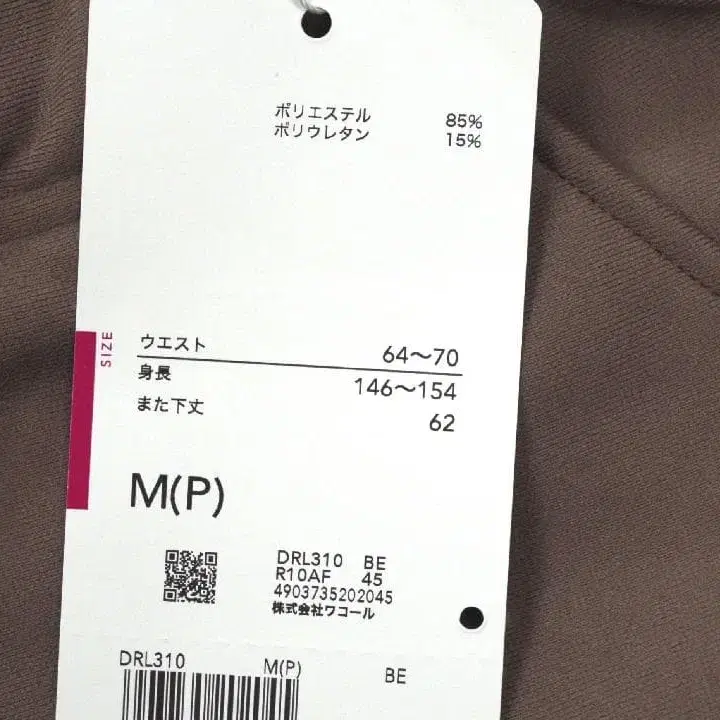 ポリエステル 85%
ポリウレタン 15%
SIZE
ウエスト 64〜70
身長 146〜154
また下丈 62
M(P)
DRL310 BE
R10AF 45
4903735202045
株式会社ワコール
DRL310 M(P) BE